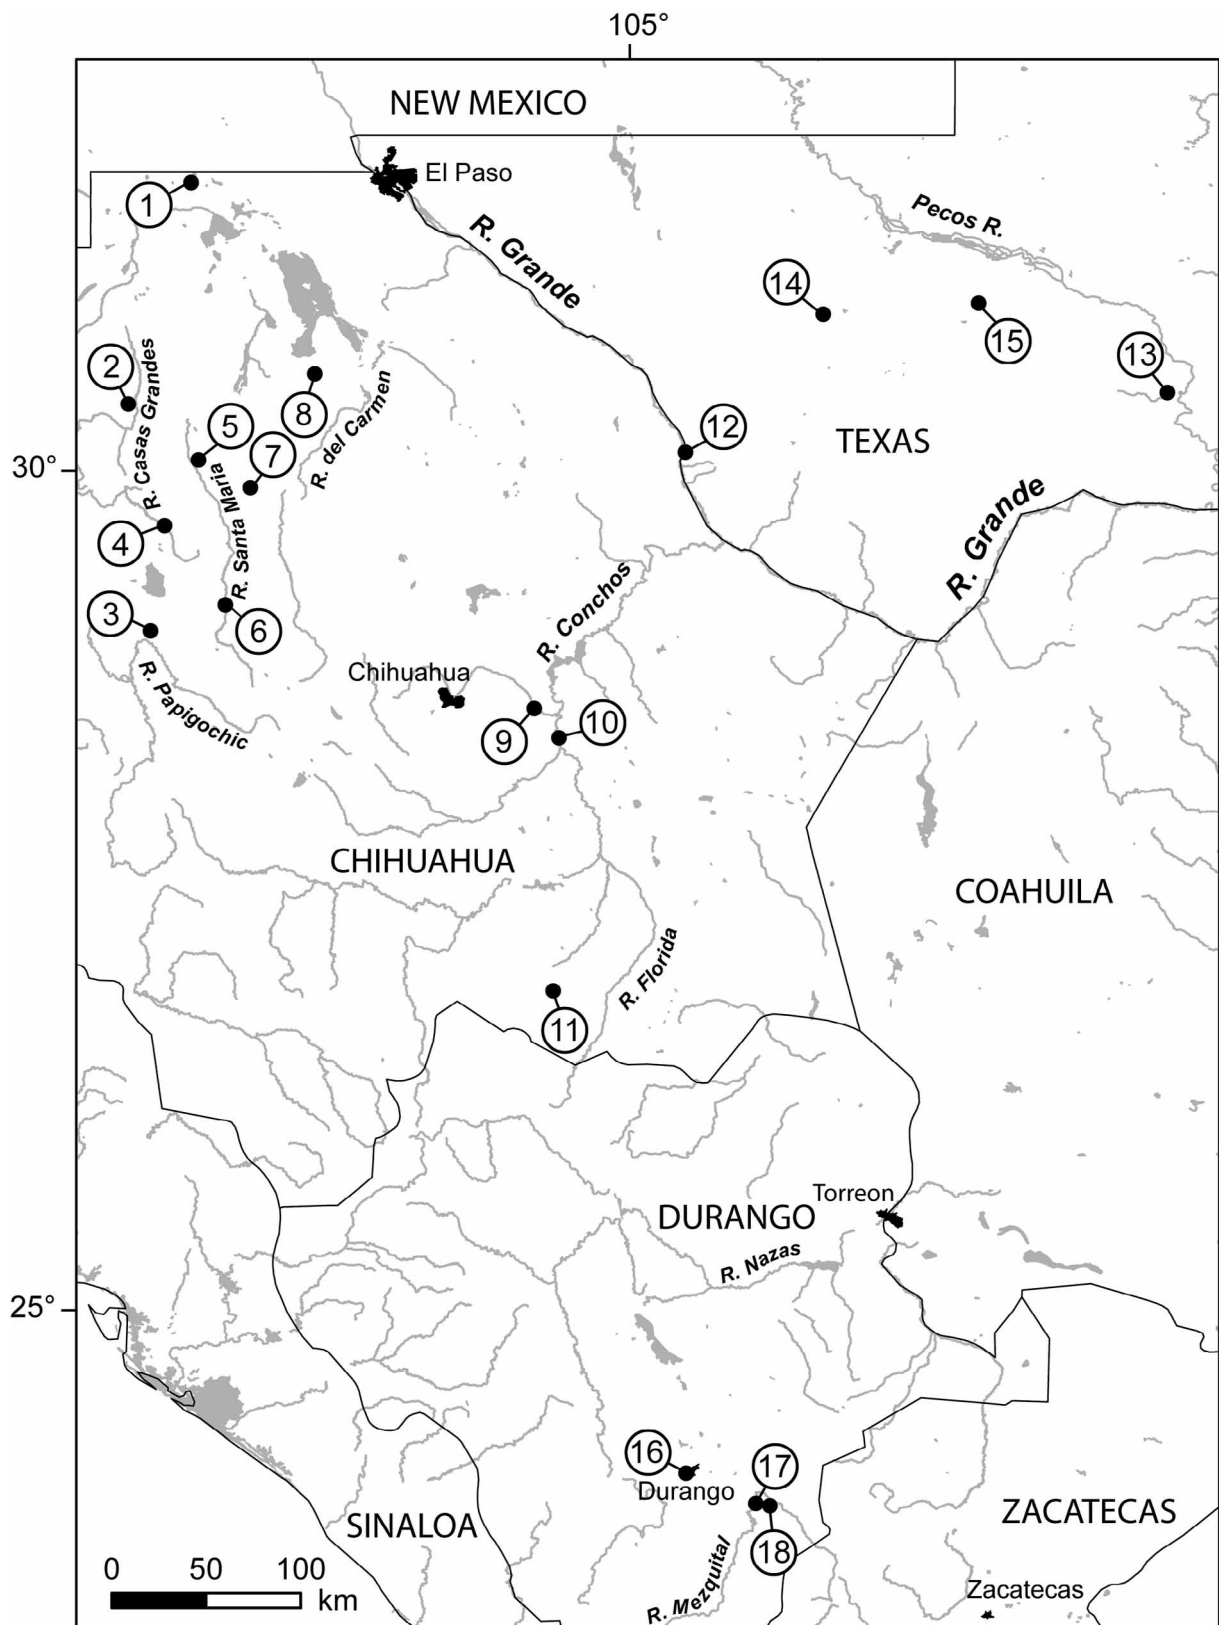 105°
NEW MEXICO
El Paso
1
R. Grande
Pecos R.
14
15
13
2
R. Casas Grandes
8
R. del Carmen
5
7
12
TEXAS
30°
R. Santa Maria
4
R. Grande
3
6
R. Conchos
R. Papigochic
Chihuahua
9
10
CHIHUAHUA
COAHUILA
R. Florida
11
Torreon
DURANGO
R. Nazas
25°
16
17
Durango
SINALOA
ZACATECAS
18
0 50 100
km
R. Mezquital
Zacatecas